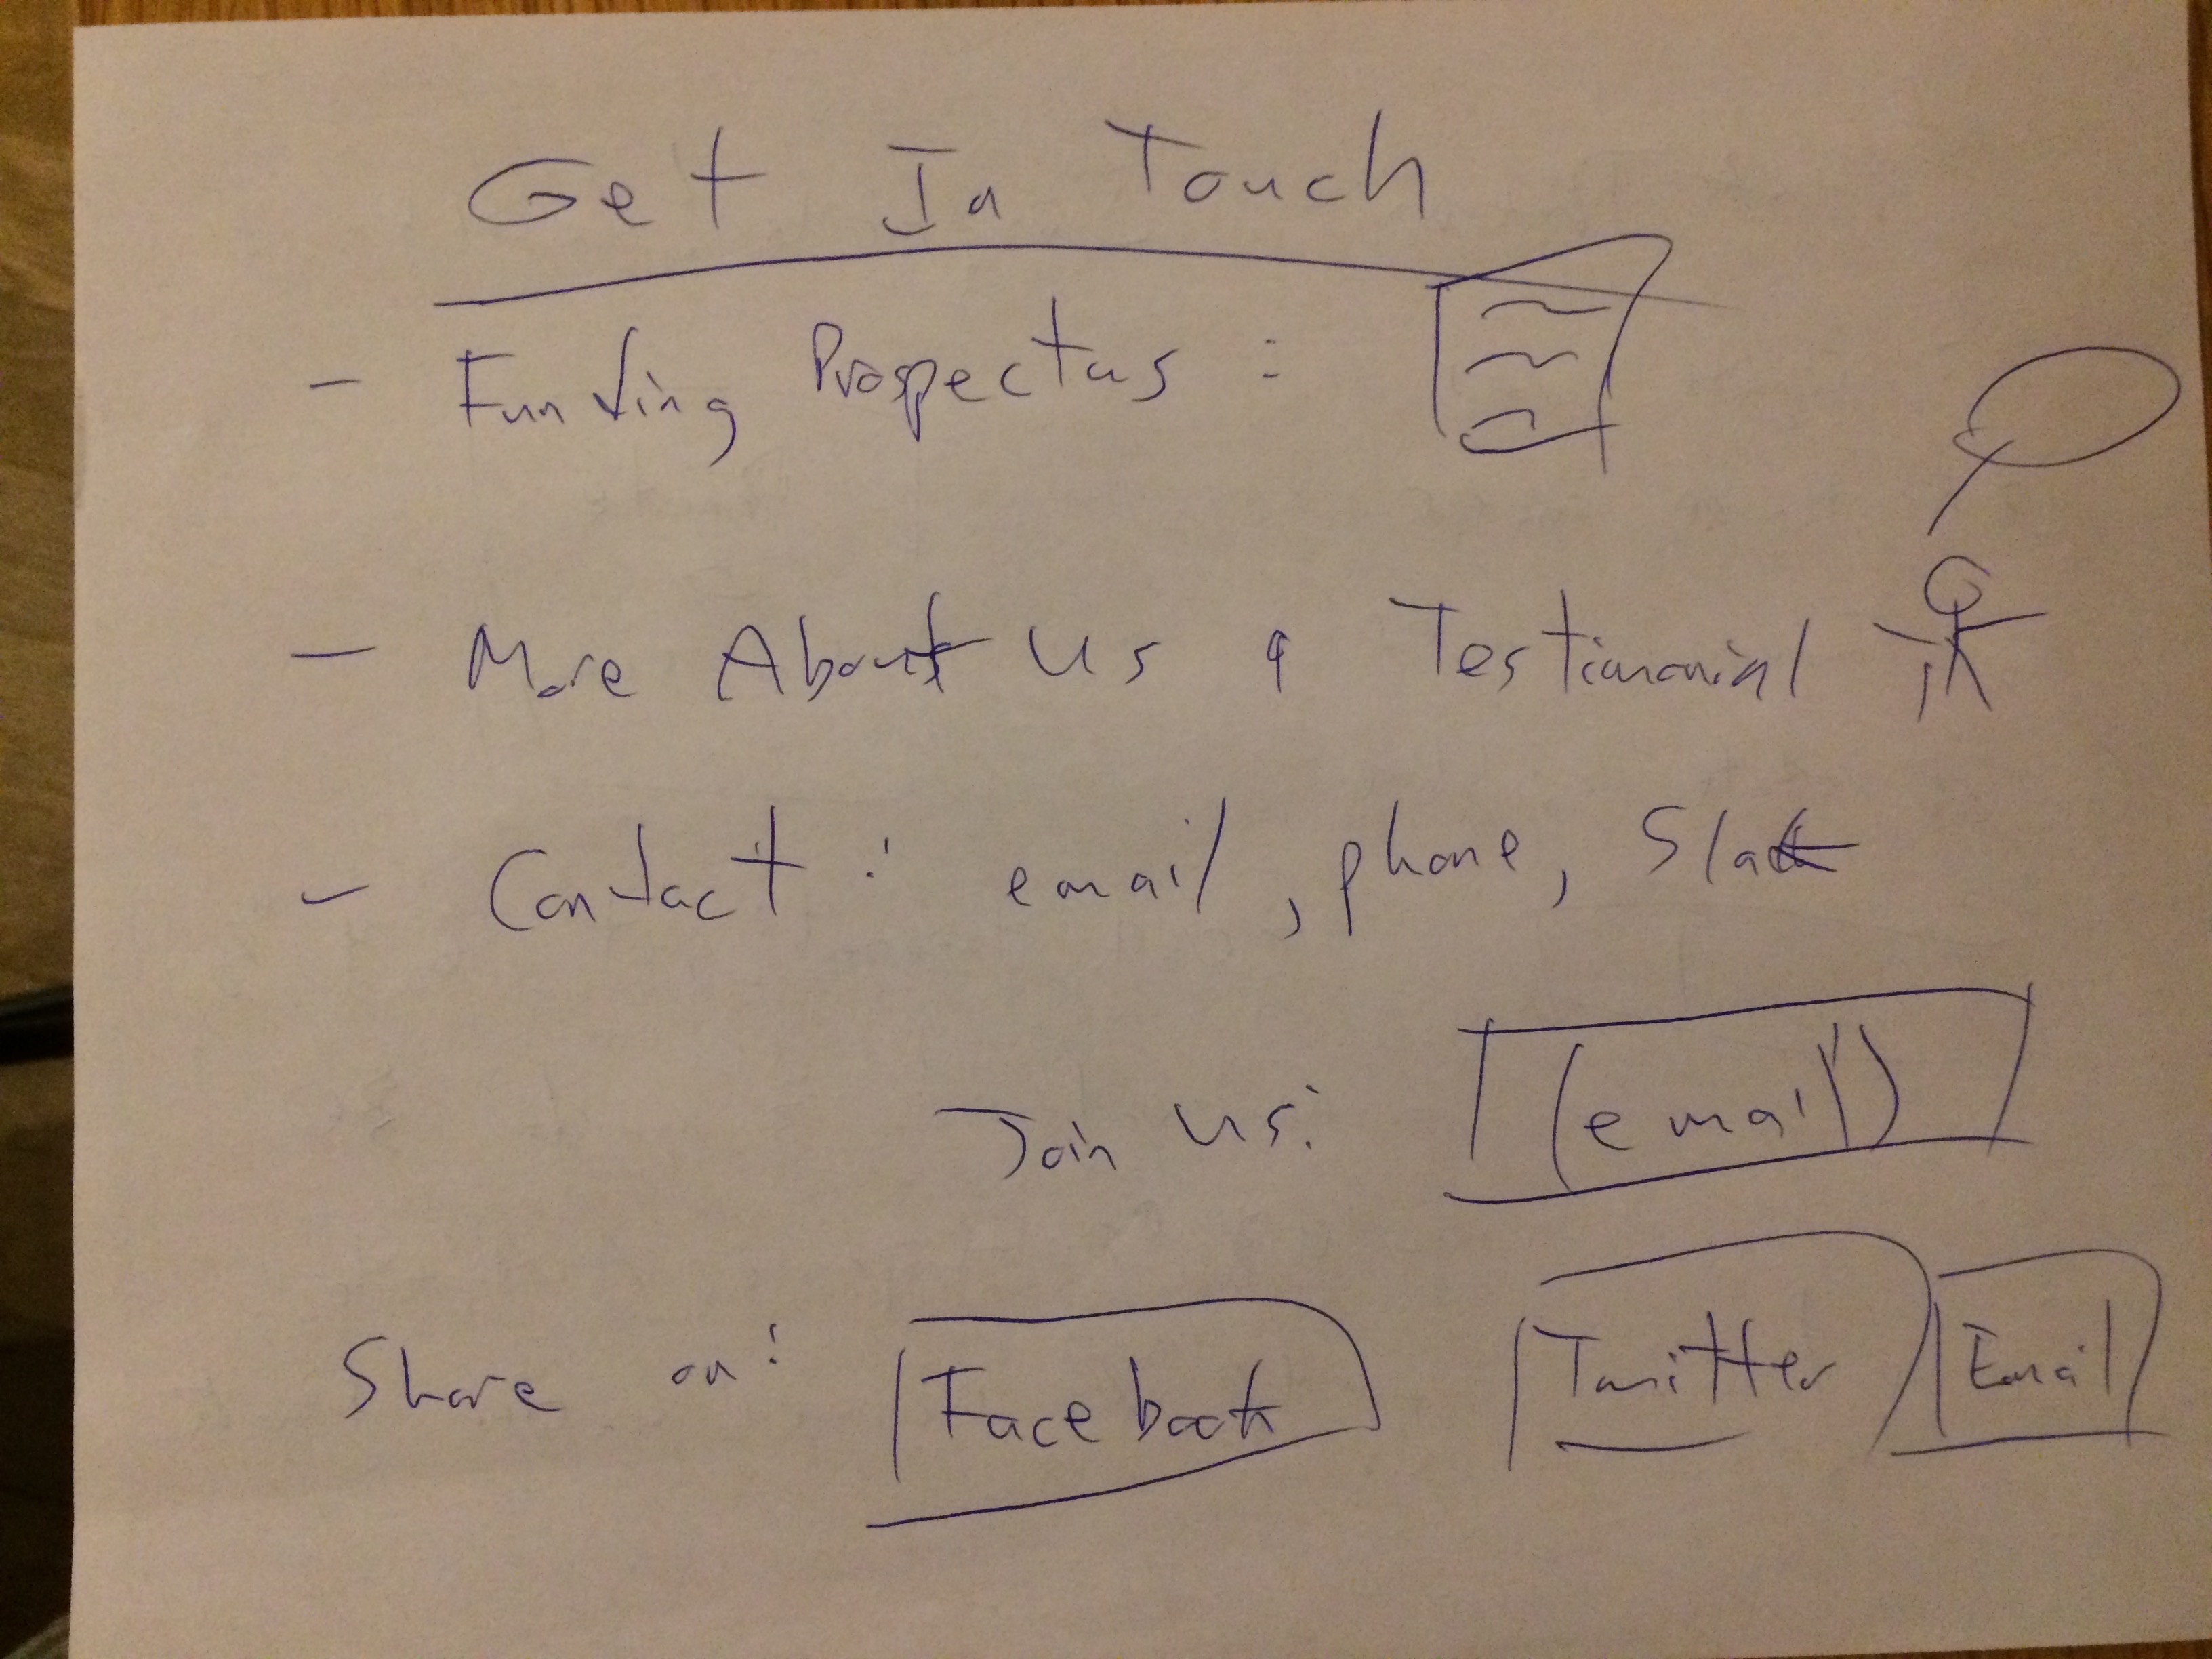 Get In Touch
- Funding Prospectus :
- More About Us & Testimonial
- Contact : email, phone, Slack
Join us: (email)
Share on: Facebook Twitter Email